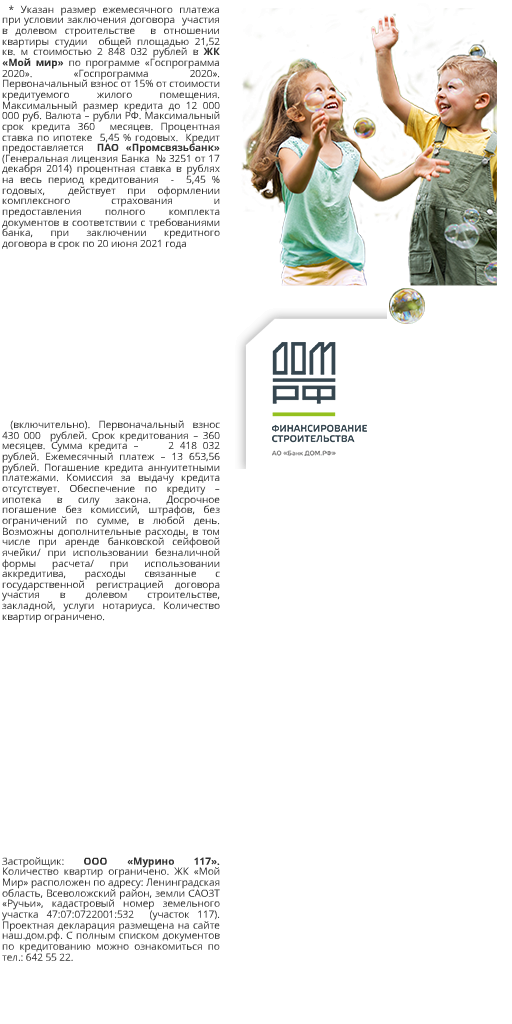 * Указан размер ежемесячного платежа
при условии заключения договора участия
в долевом строительстве в отношении
квартиры студии общей площадью 21,52
кв. м стоимостью 2 848 032 рублей в ЖК
«Мой мир» по программе «Госпрограмма
2020». «Госпрограмма 2020».
Первоначальный взнос от 15% от стоимости
кредитуемого жилого помещения.
Максимальный размер кредита до 12 000
000 руб. Валюта – рубли РФ. Максимальный
срок кредита 360 месяцев. Процентная
ставка по ипотеке 5,45 % годовых. Кредит
предоставляется ПАО «Промсвязьбанк»
(Генеральная лицензия Банка № 3251 от 17
декабря 2014) процентная ставка в рублях
на весь период кредитования - 5,45 %
годовых, действует при оформлении
комплексного страхования и
предоставления полного комплекта
документов в соответствии с требованиями
банка, при заключении кредитного
договора в срок по 20 июня 2021 года
ДОМ
РФ
ФИНАНСИРОВАНИЕ
СТРОИТЕЛЬСТВА
АО «Банк ДОМ.РФ»
(включительно). Первоначальный взнос
430 000 рублей. Срок кредитования – 360
месяцев. Сумма кредита – 2 418 032
рублей. Ежемесячный платеж – 13 653,56
рублей. Погашение кредита аннуитетными
платежами. Комиссия за выдачу кредита
отсутствует. Обеспечение по кредиту –
ипотека в силу закона. Досрочное
погашение без комиссий, штрафов, без
ограничений по сумме, в любой день.
Возможны дополнительные расходы, в том
числе при аренде банковской сейфовой
ячейки/ при использовании безналичной
формы расчета/ при использовании
аккредитива, расходы связанные с
государственной регистрацией договора
участия в долевом строительстве,
закладной, услуги нотариуса. Количество
квартир ограничено.
Застройщик: ООО «Мурино 117».
Количество квартир ограничено. ЖК «Мой
Мир» расположен по адресу: Ленинградская
область, Всеволожский район, земли САОЗТ
«Ручьи», кадастровый номер земельного
участка 47:07:0722001:532 (участок 117).
Проектная декларация размещена на сайте
наш.дом.рф. С полным списком документов
по кредитованию можно ознакомиться по
тел.: 642 55 22.